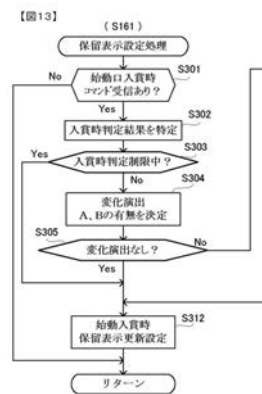 【図13】
(S161)
保留表示設定処理
No
S301
始動口入賞時
コマンド受信あり?
Yes
S302
入賞時判定結果を特定
Yes
S303
入賞時判定制限中?
No
S304
変化演出
A、Bの有無を決定
S305
変化演出なし?
No
Yes
S312
始動入賞時
保留表示更新設定
リターン